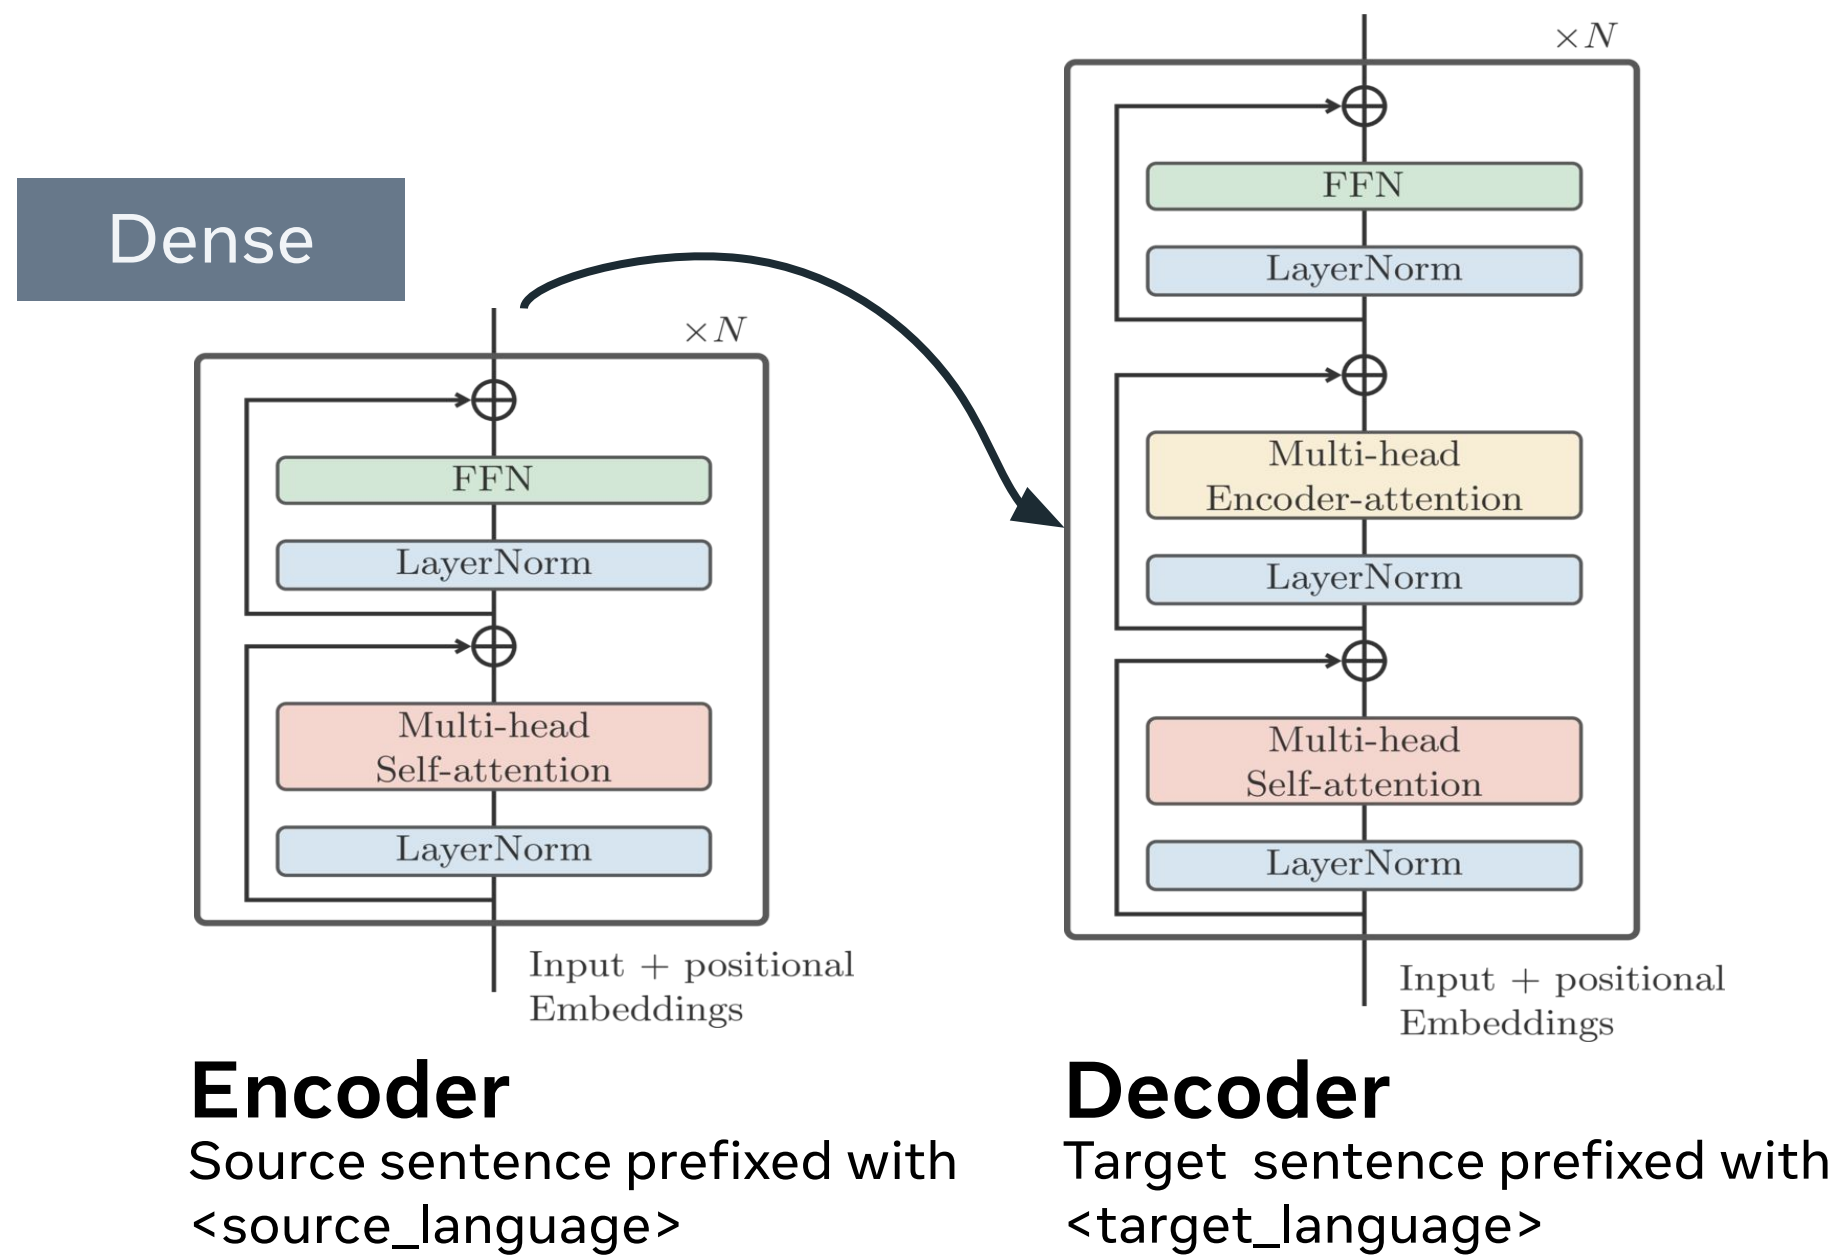 Dense
×N
FFN
LayerNorm
Multi-head
Self-attention
LayerNorm
Input + positional
Embeddings
Encoder
Source sentence prefixed with
<source_language>
×N
FFN
LayerNorm
Multi-head
Encoder-attention
LayerNorm
Multi-head
Self-attention
LayerNorm
Input + positional
Embeddings
Decoder
Target sentence prefixed with
<target_language>